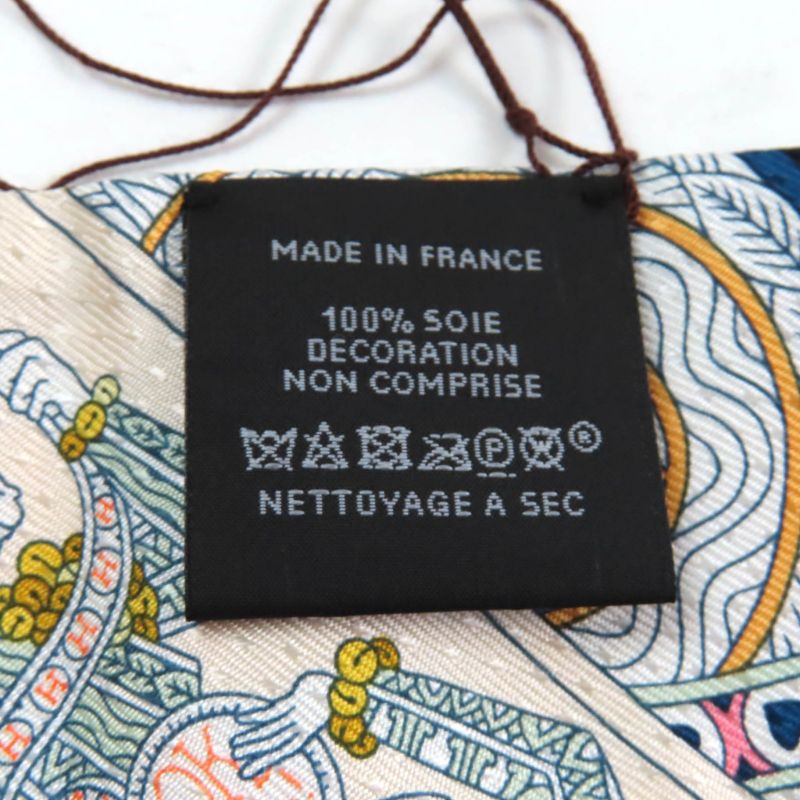 MADE IN FRANCE
100% SOIE
DECORATION
NON COMPRISE
P W ®
NETTOYAGE A SEC
H
H
H
H
H